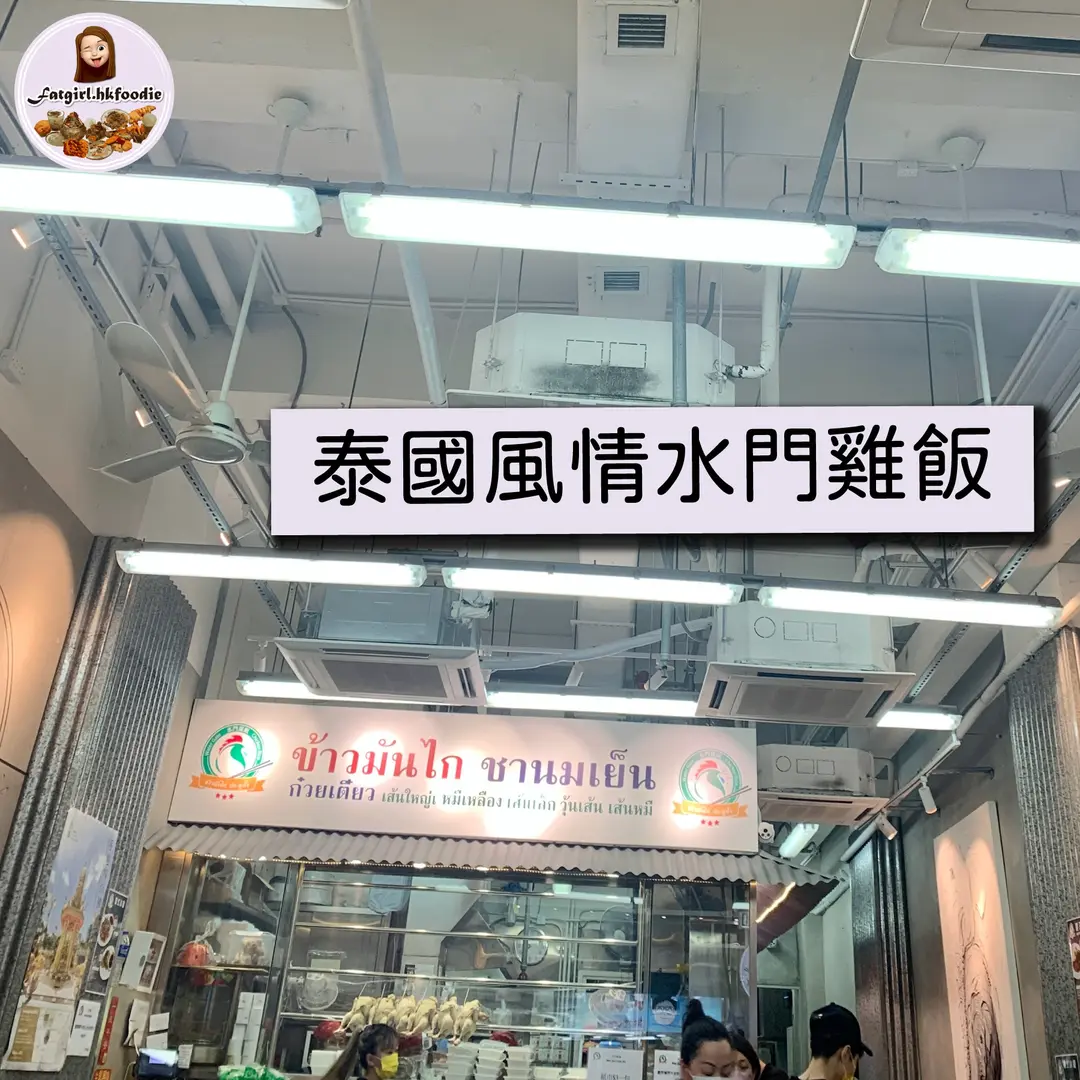 fatgirl.hkfoodie
泰國風情水門雞飯
ข้าวมันไก่ ชานมเย็น
ก๋วยเตี๋ยว เส้นใหญ่ หมี่เหลือง เส้นเล็ก วุ้นเส้น เส้นหมี่